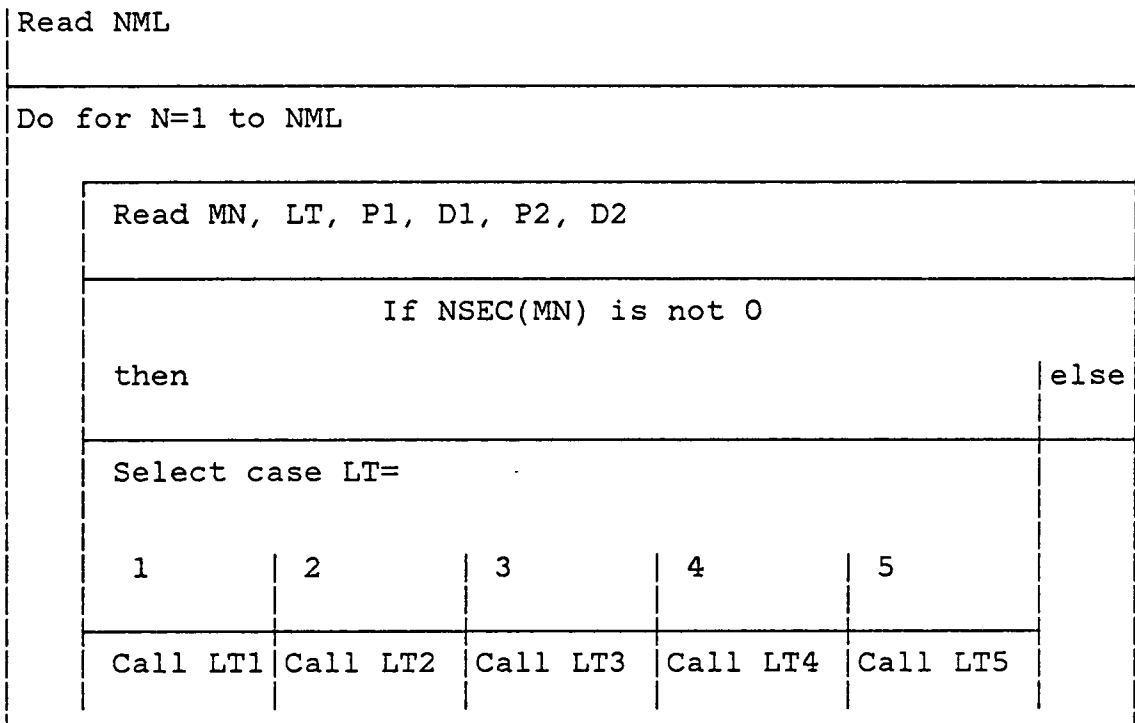 Read NML
Do for N=1 to NML
Read MN, LT, P1, D1, P2, D2
If NSEC(MN) is not 0
then else
Select case LT=
1 2 3 4 5
Call LT1 Call LT2 Call LT3 Call LT4 Call LT5